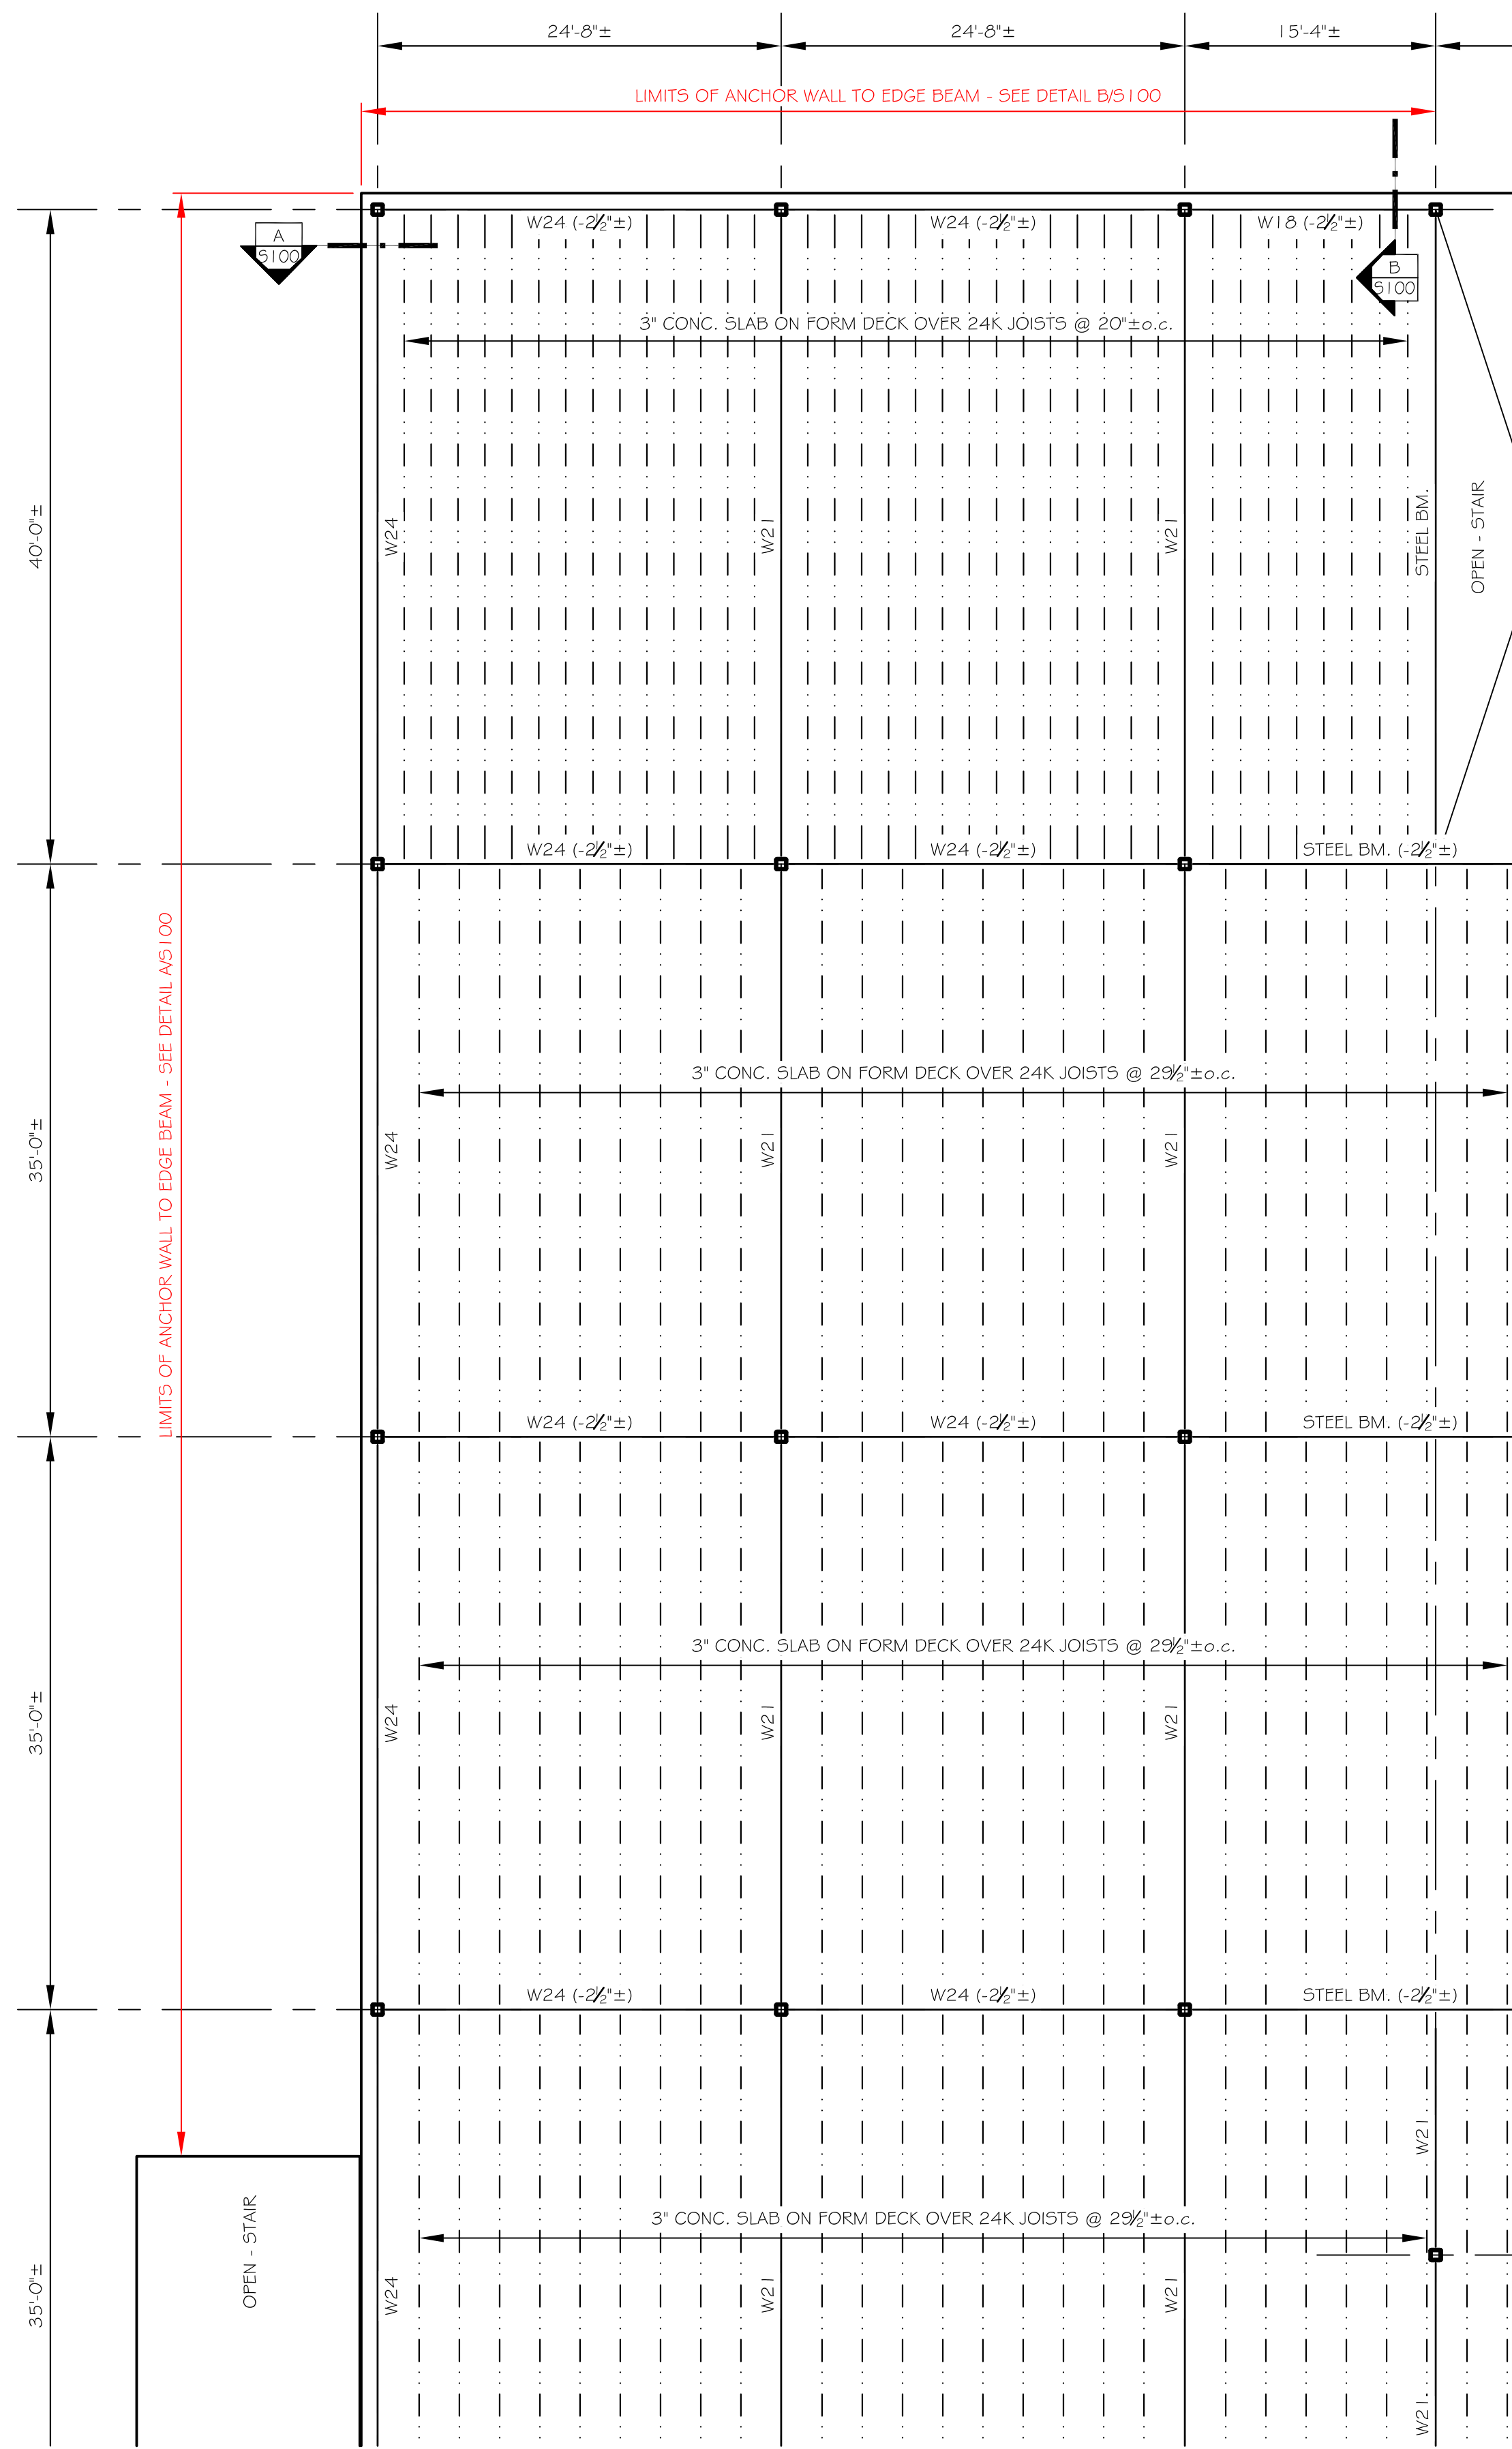 24'-8"±
24'-8"±
15'-4"±
LIMITS OF ANCHOR WALL TO EDGE BEAM - SEE DETAIL B/S100
W24 (-2½"±)
W24 (-2½"±)
W18 (-2½"±)
A
S100
B
S100
3" CONC. SLAB ON FORM DECK OVER 24K JOISTS @ 20"±o.c.
40'-0"±
W24
W21
W21
STEEL BM.
OPEN - STAIR
W24 (-2½"±)
W24 (-2½"±)
STEEL BM. (-2½"±)
LIMITS OF ANCHOR WALL TO EDGE BEAM - SEE DETAIL A/S100
3" CONC. SLAB ON FORM DECK OVER 24K JOISTS @ 29½"±o.c.
35'-0"±
W24
W21
W21
W24 (-2½"±)
W24 (-2½"±)
STEEL BM. (-2½"±)
3" CONC. SLAB ON FORM DECK OVER 24K JOISTS @ 29½"±o.c.
35'-0"±
W24
W21
W21
W24 (-2½"±)
W24 (-2½"±)
STEEL BM. (-2½"±)
W21
3" CONC. SLAB ON FORM DECK OVER 24K JOISTS @ 29½"±o.c.
35'-0"±
OPEN - STAIR
W24
W21
W21
W21